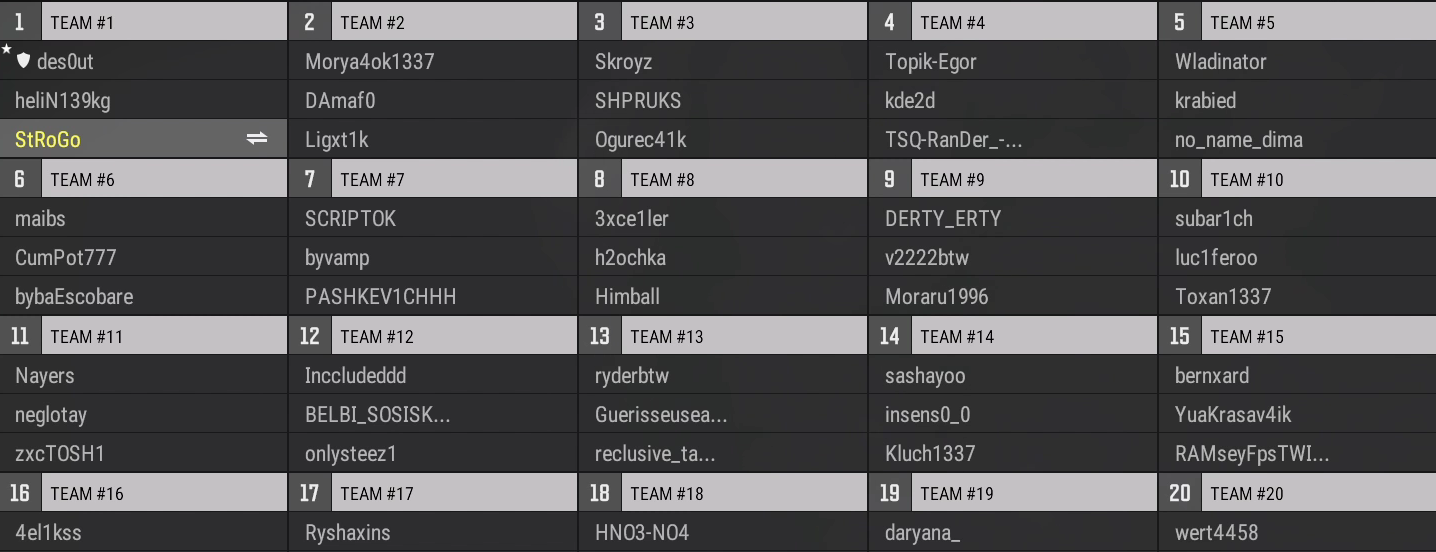 1 TEAM #1 2 TEAM #2 3 TEAM #3 4 TEAM #4 5 TEAM #5
des0ut Morya4ok1337 Skroyz Topik-Egor Wladinator
heliN139kg DAmaf0 SHPRUKS kde2d krabied
StRoGo Ligxt1k Ogurec41k TSQ-RanDer_-... no_name_dima
6 TEAM #6 7 TEAM #7 8 TEAM #8 9 TEAM #9 10 TEAM #10
maibs SCRIPTOK 3xce1ler DERTY_ERTY subar1ch
CumPot777 byvamp h2ochka v2222btw luc1feroo
bybaEscobare PASHKEV1CHHH Himball Moraru1996 Toxan1337
11 TEAM #11 12 TEAM #12 13 TEAM #13 14 TEAM #14 15 TEAM #15
Nayers Inccludeddd ryderbtw sashayoo bernxard
neglotay BELBI_SOSISK... Guerisseusea... insens0_0 YuaKrasav4ik
zxcTOSH1 onlysteez1 reclusive_ta... Kluch1337 RAMseyFpsTWI...
16 TEAM #16 17 TEAM #17 18 TEAM #18 19 TEAM #19 20 TEAM #20
4el1kss Ryshaxins HNO3-NO4 daryana_ wert4458